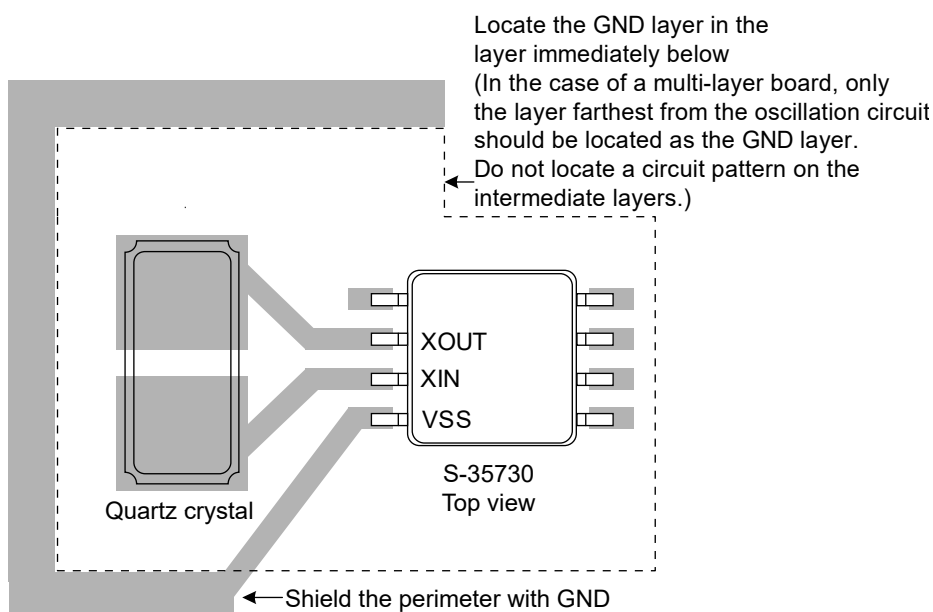 Locate the GND layer in the
layer immediately below
(In the case of a multi-layer board, only
the layer farthest from the oscillation circuit
should be located as the GND layer.
Do not locate a circuit pattern on the
intermediate layers.)
XOUT
XIN
VSS
S-35730
Top view
Quartz crystal
Shield the perimeter with GND